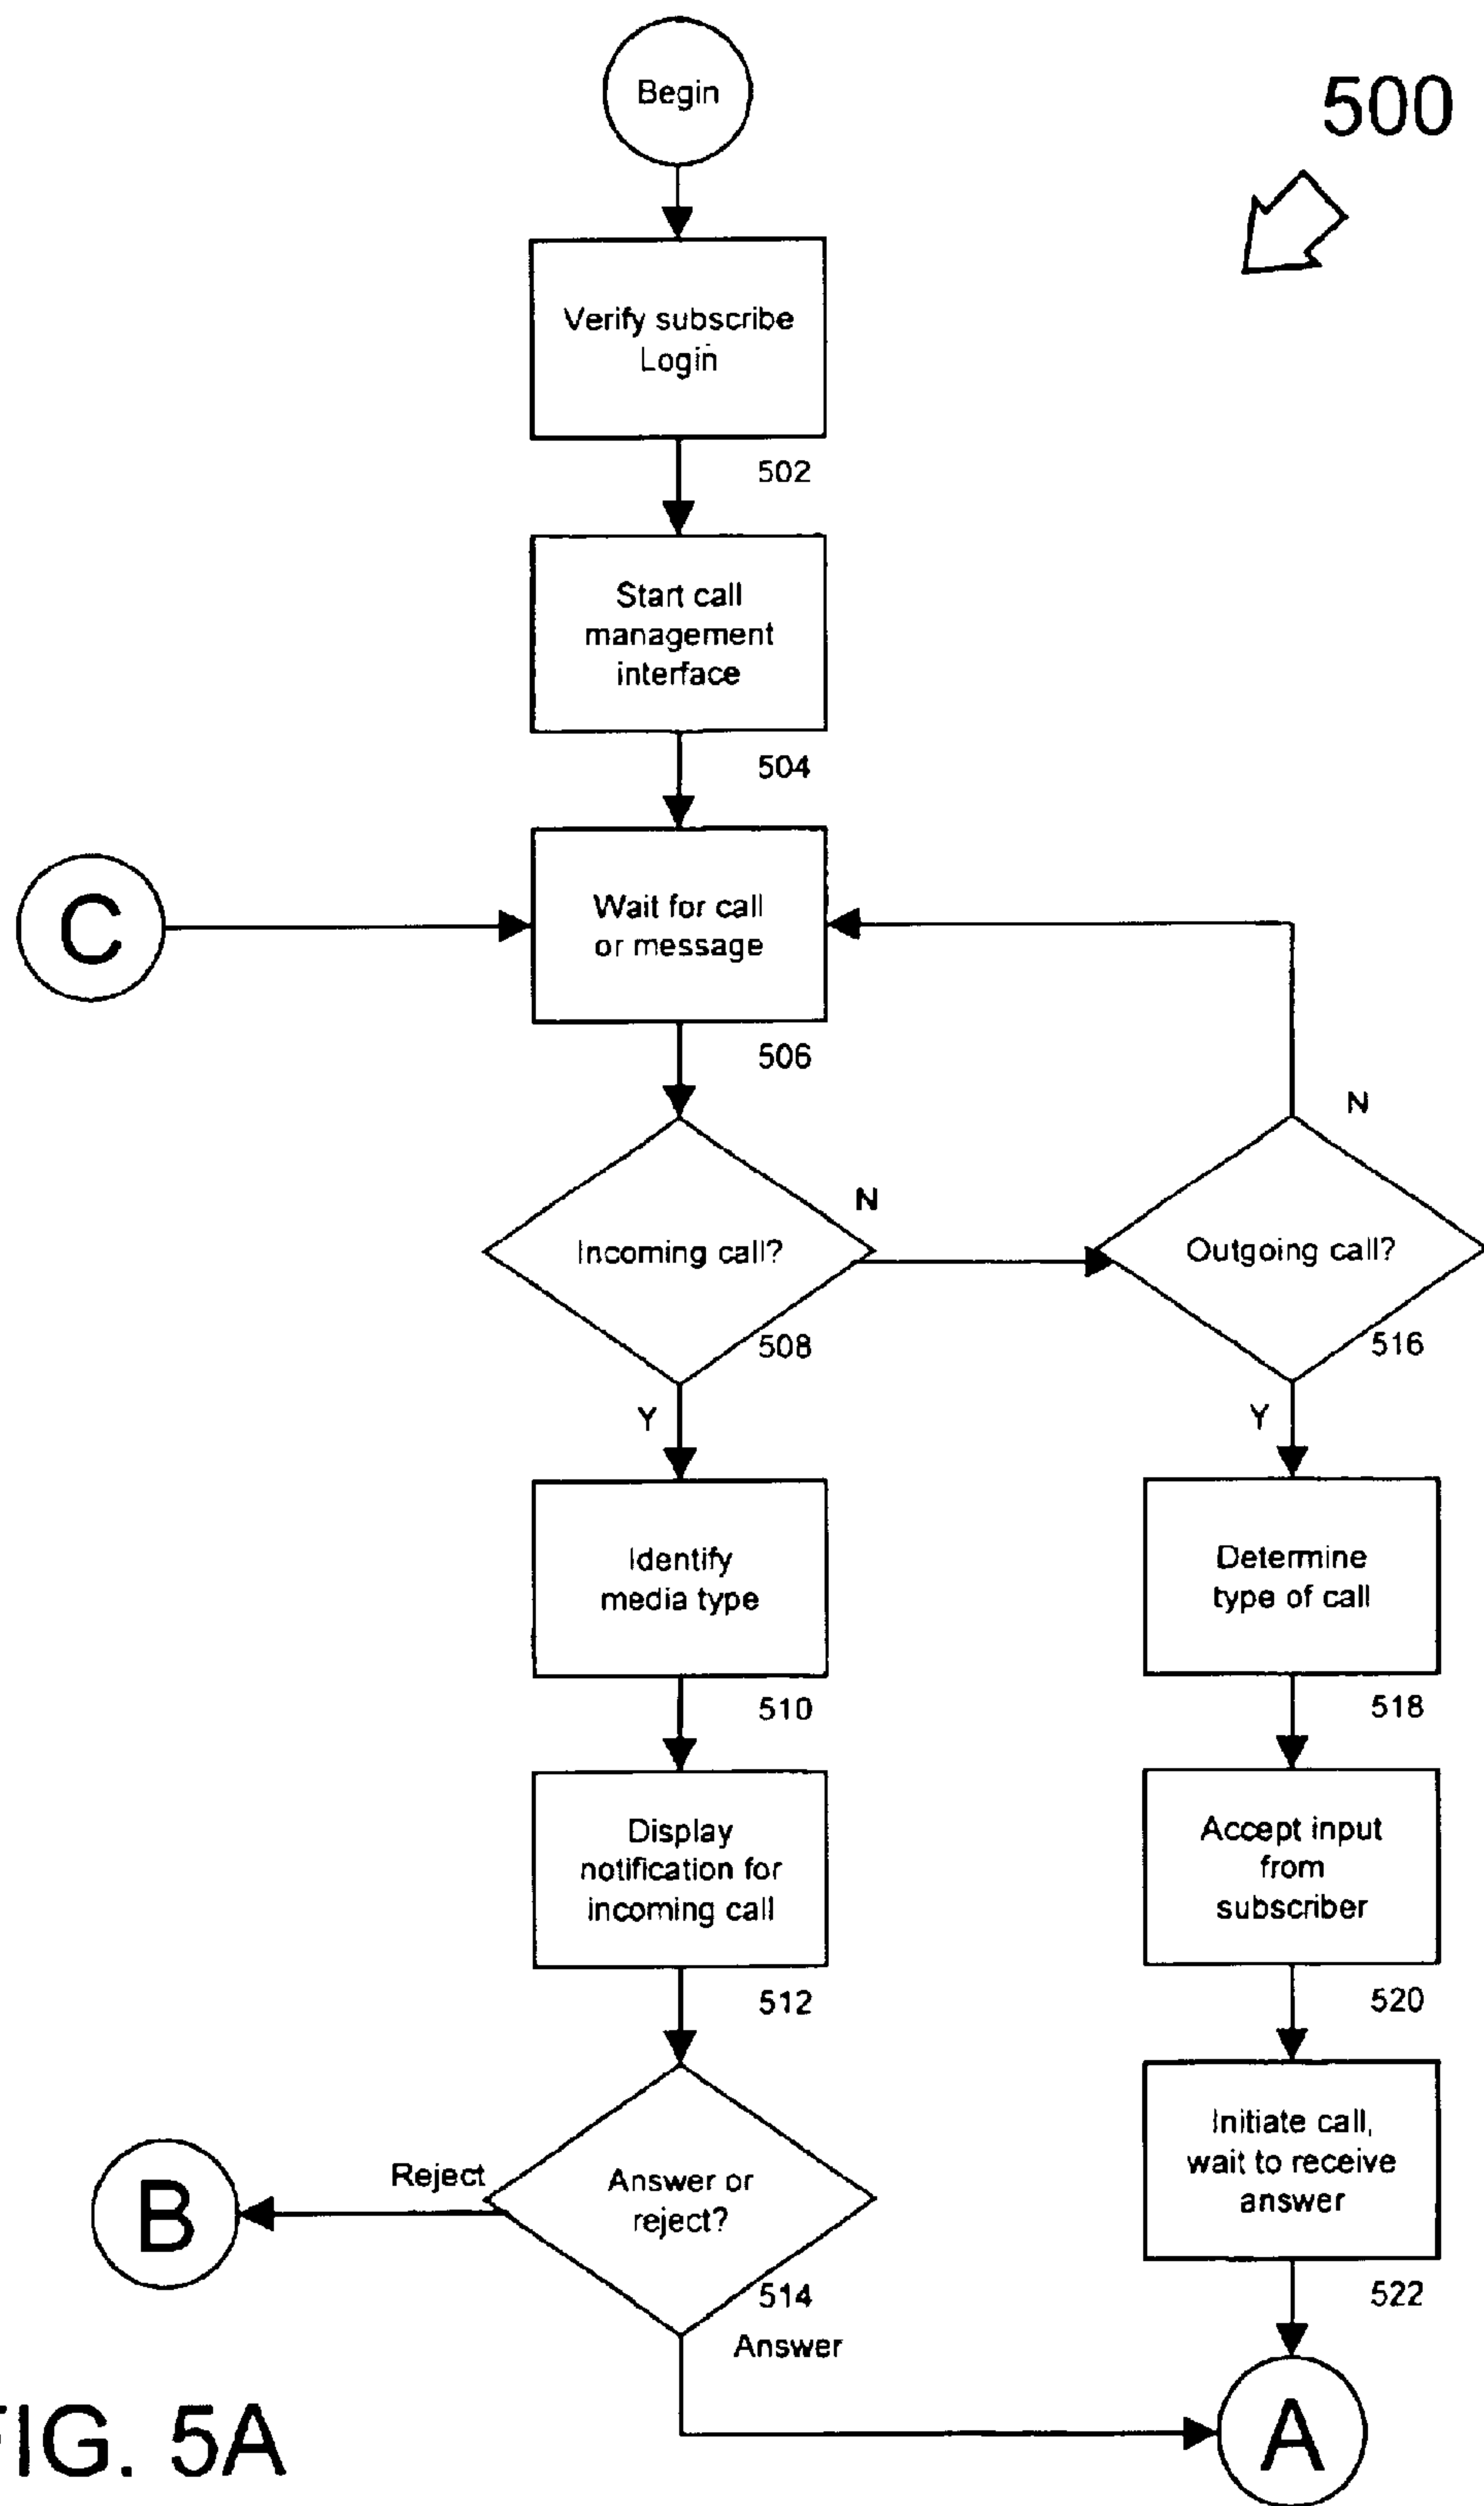 Begin
500
Verify subscribe
Login
502
Start call
management
interface
504
C
Wait for call
or message
506
N
N
Incoming call?
Outgoing call?
508
516
Y
Y
Identify
media type
Determine
type of call
510
518
Display
notification for
incoming call
Accept input
from
subscriber
512
520
B
Reject
Answer or
reject?
Initiate call,
wait to receive
answer
514
522
Answer
A
FIG. 5A